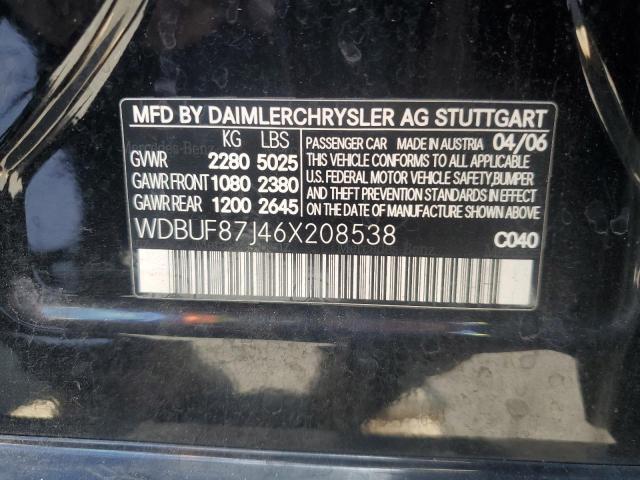 MFD BY DAIMLERCHRYSLER AG STUTTGART
KG LBS
GVWR 2280 5025
GAWR FRONT 1080 2380
GAWR REAR 1200 2645
PASSENGER CAR MADE IN AUSTRIA 04/06
THIS VEHICLE CONFORMS TO ALL APPLICABLE
U.S. FEDERAL MOTOR VEHICLE SAFETY,BUMPER
AND THEFT PREVENTION STANDARDS IN EFFECT
ON THE DATE OF MANUFACTURE SHOWN ABOVE.
WDBUF87J46X208538
C040